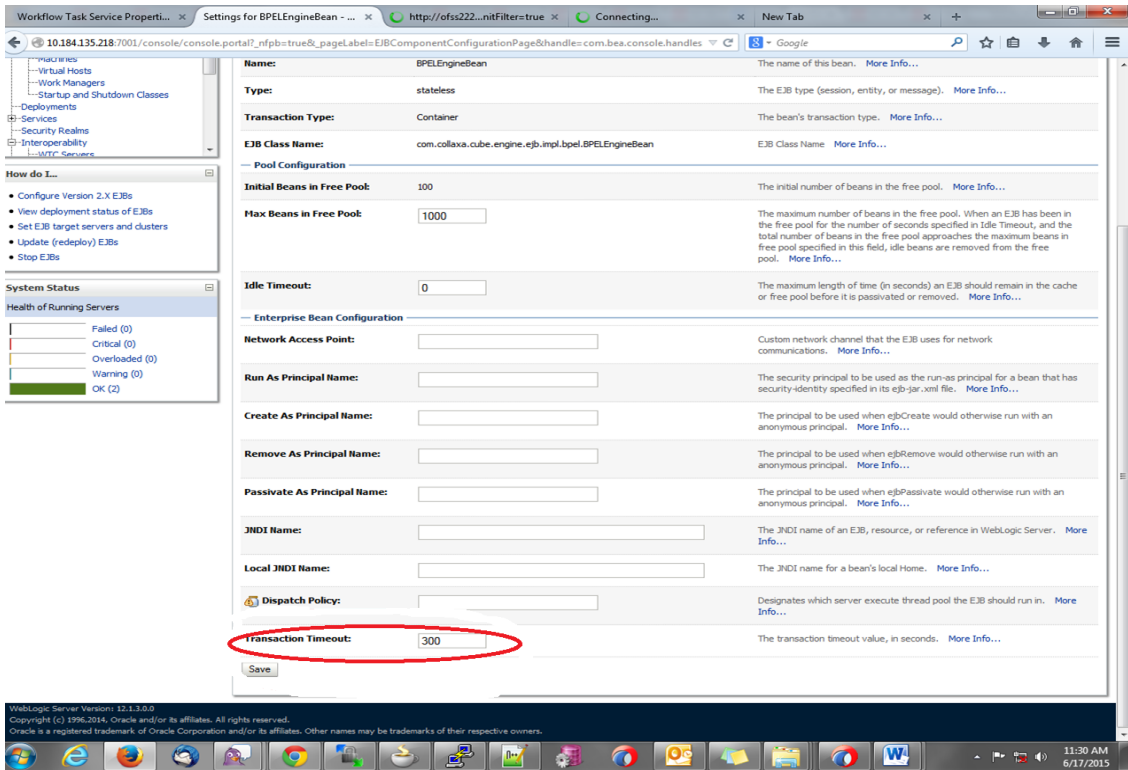 Workflow Task Service Properti... ×
Settings for BPELEngineBean - ... ×
http://ofss222...nitFilter=true ×
Connecting... ×
New Tab × +
10.184.135.218:7001/console/console.portal?_nfpb=true&_pageLabel=EJBComponentConfigurationPage&handle=com.bea.console.handles
8 Google
Machines
Virtual Hosts
Work Managers
Startup and Shutdown Classes
Deployments
Services
Security Realms
Interoperability
WTC Servers
How do I...
Configure Version 2.X EJBs
View deployment status of EJBs
Set EJB target servers and clusters
Update (redeploy) EJBs
Stop EJBs
System Status
Health of Running Servers
Failed (0)
Critical (0)
Overloaded (0)
Warning (0)
OK (2)
Name: BPELEngineBean The name of this bean. More Info...
Type: stateless The EJB type (session, entity, or message). More Info...
Transaction Type: Container The bean's transaction type. More Info...
EJB Class Name: com.collaxa.cube.engine.ejb.impl.bpel.BPELEngineBean EJB Class Name More Info...
Pool Configuration
Initial Beans in Free Pool: 100 The initial number of beans in the free pool. More Info...
Max Beans in Free Pool: 1000 The maximum number of beans in the free pool. When an EJB has been in
the free pool for the number of seconds specified in Idle Timeout, and the
total number of beans in the free pool approaches the maximum beans in
free pool specified in this field, idle beans are removed from the free
pool. More Info...
Idle Timeout: 0 The maximum length of time (in seconds) an EJB should remain in the cache
or free pool before it is passivated or removed. More Info...
Enterprise Bean Configuration
Network Access Point: Custom network channel that the EJB uses for network
communications. More Info...
Run As Principal Name: The security principal to be used as the run-as principal for a bean that has
security-identity specified in its ejb-jar.xml file. More Info...
Create As Principal Name: The principal to be used when ejbCreate would otherwise run with an
anonymous principal. More Info...
Remove As Principal Name: The principal to be used when ejbRemove would otherwise run with an
anonymous principal. More Info...
Passivate As Principal Name: The principal to be used when ejbPassivate would otherwise run with an
anonymous principal. More Info...
JNDI Name: The JNDI name of an EJB, resource, or reference in WebLogic Server. More
Info...
Local JNDI Name: The JNDI name for a bean's local Home. More Info...
Dispatch Policy: Designates which server execute thread pool the EJB should run in. More
Info...
Transaction Timeout: 300 The transaction timeout value, in seconds. More Info...
Save
WebLogic Server Version: 12.1.3.0.0
Copyright (c) 1996,2014, Oracle and/or its affiliates. All rights reserved.
Oracle is a registered trademark of Oracle Corporation and/or its affiliates. Other names may be trademarks of their respective owners.
11:30 AM
6/17/2015